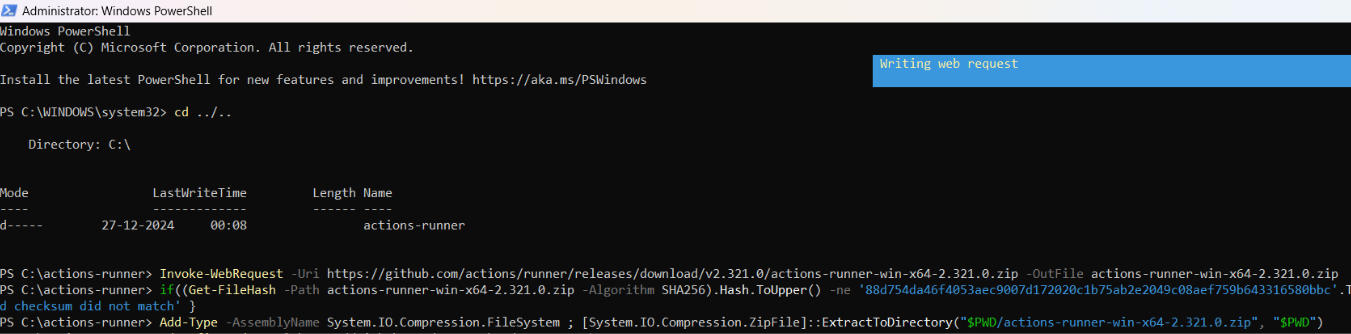 Administrator: Windows PowerShell
Windows PowerShell
Copyright (C) Microsoft Corporation. All rights reserved.
Writing web request
Install the latest PowerShell for new features and improvements! https://aka.ms/PSWindows
PS C:\WINDOWS\system32> cd ../..
Directory: C:\
Mode LastWriteTime Length Name
---- ------------- ------ ----
d----- 27-12-2024 00:08 actions-runner
PS C:\actions-runner> Invoke-WebRequest -Uri https://github.com/actions/runner/releases/download/v2.321.0/actions-runner-win-x64-2.321.0.zip -OutFile actions-runner-win-x64-2.321.0.zip
PS C:\actions-runner> if((Get-FileHash -Path actions-runner-win-x64-2.321.0.zip -Algorithm SHA256).Hash.ToUpper() -ne '88d754da46f4053aec9007d172020c1b75ab2e2049c08aef759b643316580bbc'.T
d checksum did not match' }
PS C:\actions-runner> Add-Type -AssemblyName System.IO.Compression.FileSystem ; [System.IO.Compression.ZipFile]::ExtractToDirectory("$PWD/actions-runner-win-x64-2.321.0.zip", "$PWD")